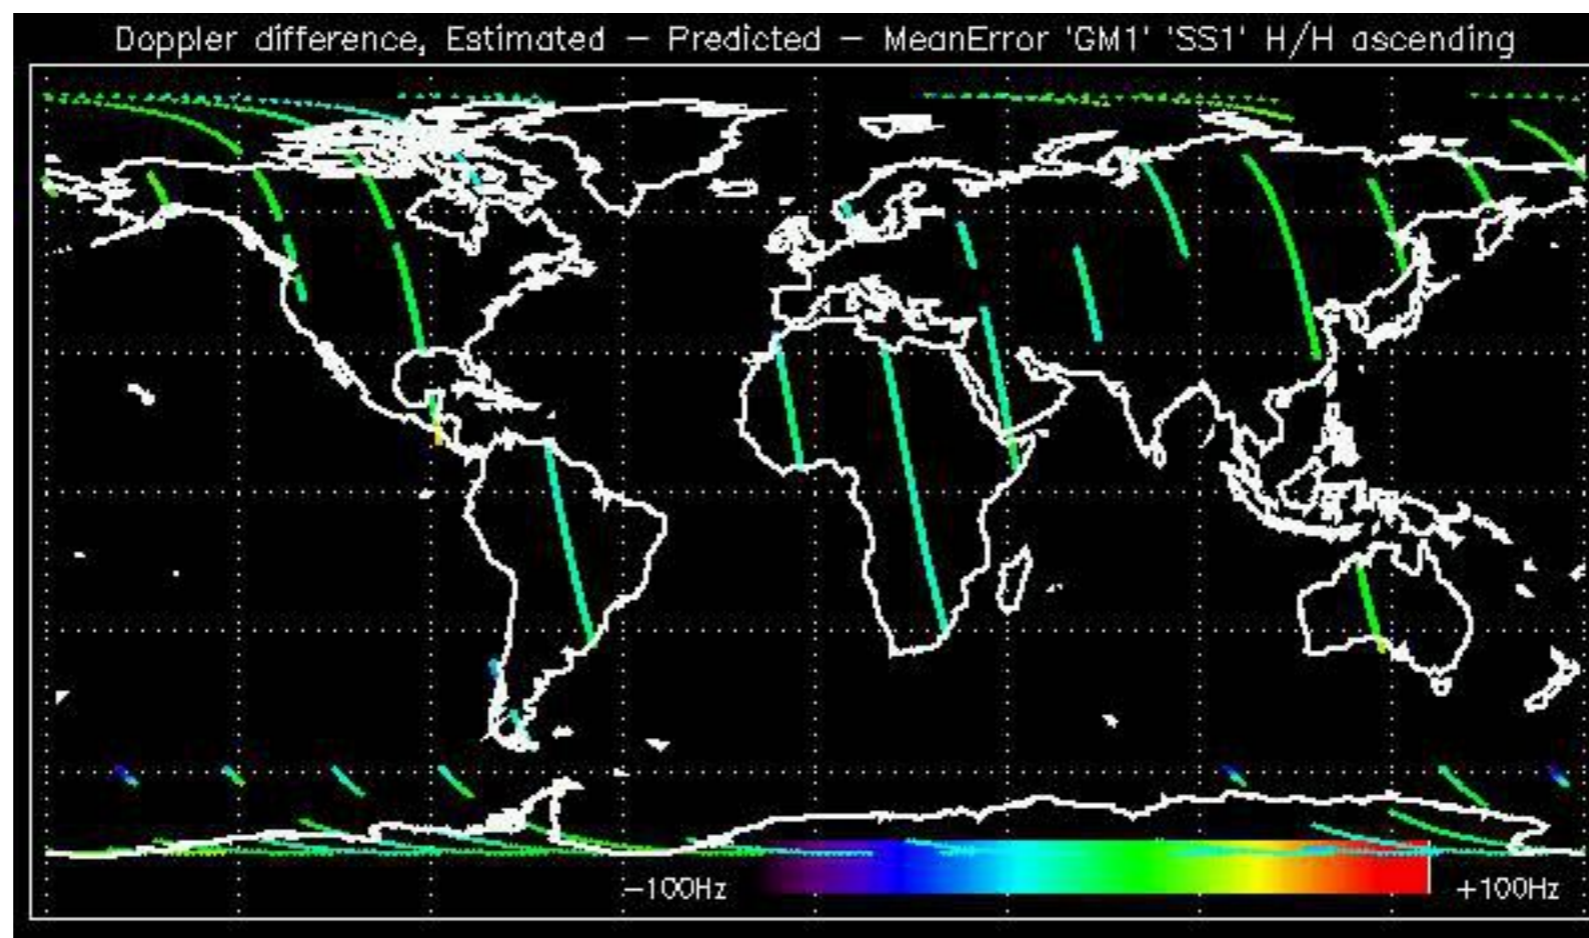 Doppler difference, Estimated – Predicted – MeanError 'GM1' 'SS1' H/H ascending
–100Hz
+100Hz